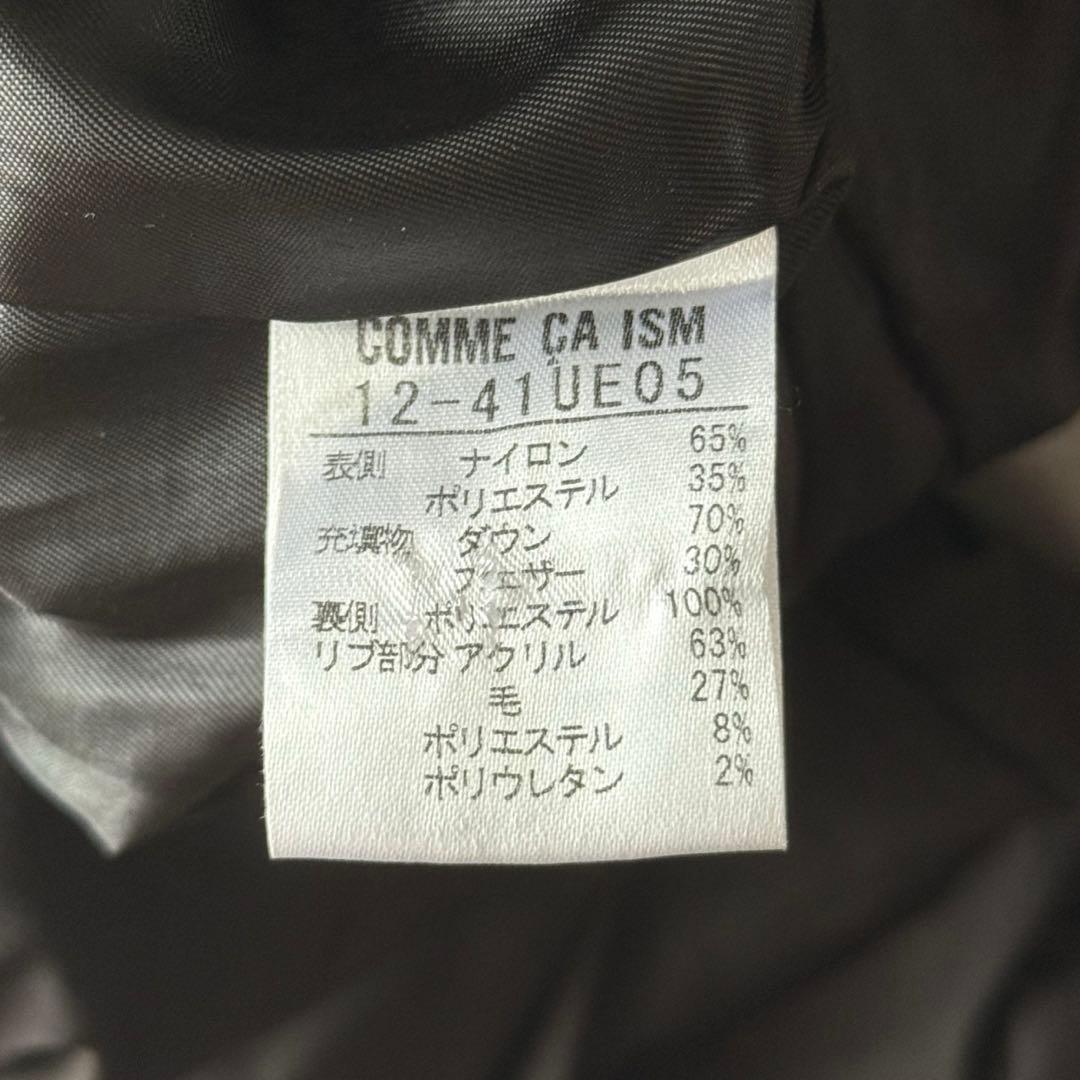 COMME ÇA ISM
12-41UE05
表側 ナイロン 65%
ポリエステル 35%
充填物 ダウン 70%
フェザー 30%
裏側 ポリエステル 100%
リブ部分 アクリル 63%
毛 27%
ポリエステル 8%
ポリウレタン 2%